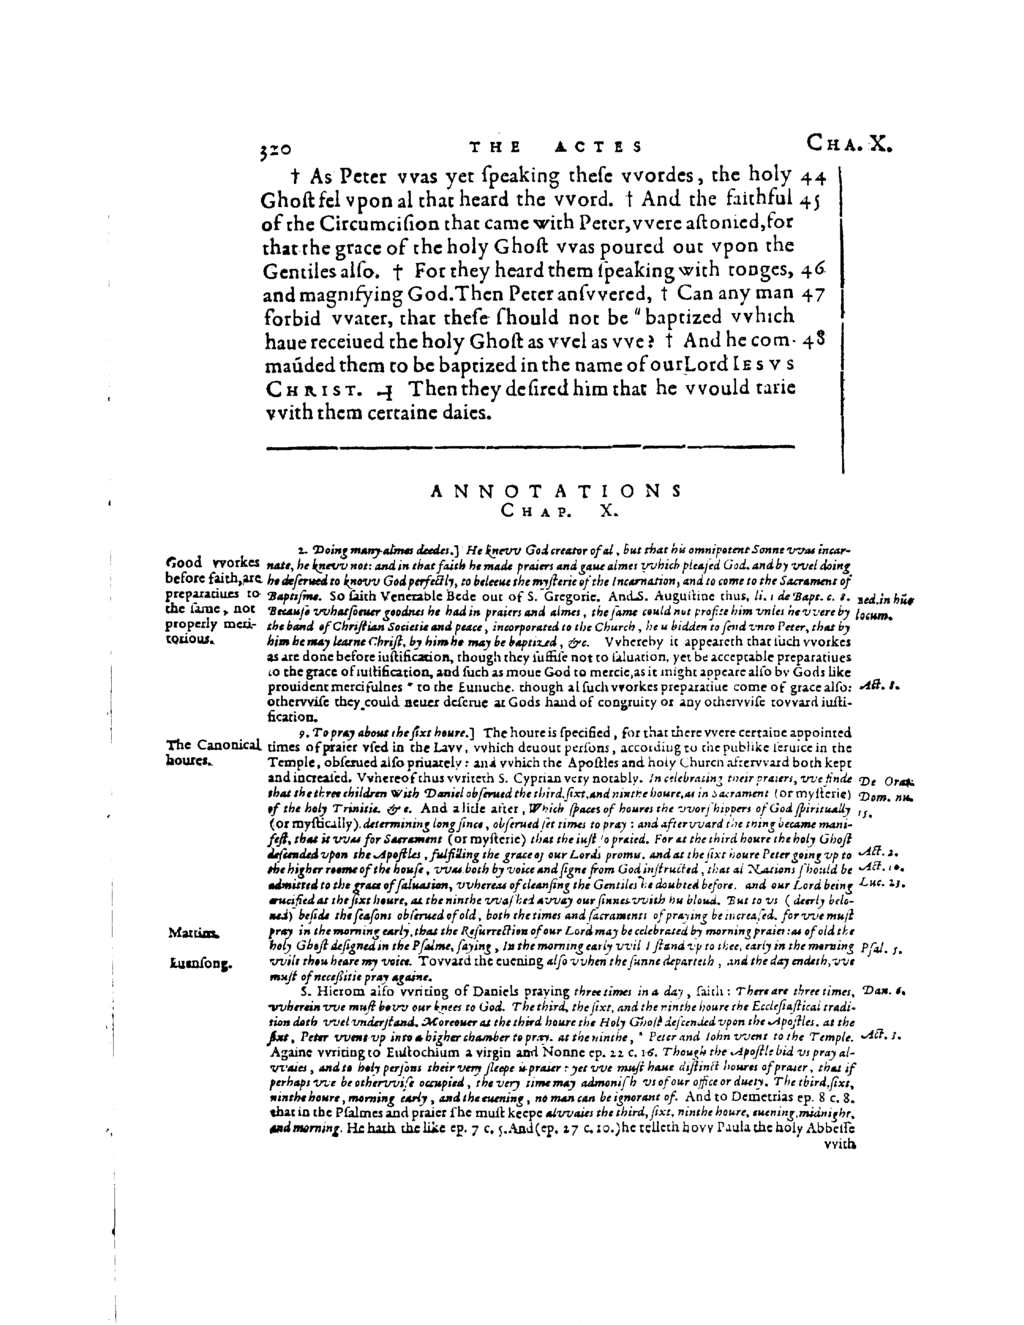 320 THE ACTES CHA. X.
† As Peter vvas yet ſpeaking theſe vvordes, the holy 44
Ghoſt fel vpon al that heard the vvord. † And the faithful 45
of the Circumciſion that came with Peter, vvere aſtonied, for
that the grace of the holy Ghoſt vvas poured out vpon the
Gentiles alſo. † For they heard them ſpeaking with tonges, 46
and magnifying God. Then Peter anſvvered, † Can any man 47
forbid vvater, that theſe ſhould not be " baptized vvhich
haue receiued the holy Ghoſt as vvel as vve? † And he com- 48
maũded them to be baptized in the name of our Lord IESVS
CHRIST. ⊣ Then they deſired him that he vvould tarie
vvith them certaine daies.
ANNOTATIONS
CHAP. X.
2. Doing many almes deedes.] He knevv God creator of al, but that his omnipotent Sonne vvas incar-
Good vvorkes nate, he knevv not: and in that faith he made praiers and gaue almes vvhich pleaſed God. and by vvel doing
before faith, are he deſerued to knovv God perfectly, to beleeue the myſterie of the Incarnation, and to come to the Sacrament of
preparatiues to Baptiſme. So ſaith Venerable Bede out of S. Gregorie. And S. Auguſtine thus, li. 1 de Bapt. c. 8. Bed. in hũc
the ſame, not Becauſe vvhatſoeuer goodnes he had in praiers and almes, the ſame could not profite him vnles he vvere by locum.
properly meri- the band of Chriſtian Societie and peace, incorporated to the Church, he is bidden to ſend vnto Peter, that by
torious. him he may learne Chriſt, by him he may be baptized, &c. Vvhereby it appeareth that ſuch vvorkes
as are done before iuſtification, though they ſuffiſe not to ſaluation, yet be acceptable preparatiues
to the grace of iuſtification, and ſuch as moue God to mercie, as it might appeare alſo by Gods like
prouident mercifulnes * to the Eunuche. though al ſuch vvorkes preparatiue come of grace alſo: Act. 8.
othervviſe they could neuer deſerue at Gods hand of congruity or any othervviſe tovvard iuſti-
fication.
9. To pray about the ſixt houre.] The houre is ſpecified, for that there vvere certaine appointed
The Canonical times of praier vſed in the Lavv, vvhich deuout perſons, according to the publike ſeruice in the
houres. Temple, obſerued alſo priuately: and vvhich the Apoſtles and holy Church aftervvard both kept
and increaſed. Vvhereof thus vvriteth S. Cyprian very notably. In celebrating their praiers, vve finde De Orat.
that the three children with Daniel obſerued the third, ſixt, and ninthe houre, as in Sacrament (or myſterie) Dom. nu.
of the holy Trinitie. &c. And a litle after, Which ſpaces of houres the vvorſhippers of God ſpiritually 15.
(or myſtically) determining long ſince, obſerued ſet times to pray: and aftervvard the thing became mani-
feſt, that it vvas for Sacrament (or myſterie) that the iuſt ſo praied. For at the third houre the holy Ghoſt
deſcended vpon the Apoſtles, fulfilling the grace of our Lords promis. and at the ſixt houre Peter going vp to Act. 2.
the higher roome of the houſe, vvas both by voice and ſigne from God inſtructed, that al Nations ſhould be Act. 10.
admitted to the grace of ſaluation, vvhereas of cleanſing the Gentiles he doubted before. and our Lord being Luc. 23.
crucified at the ſixt houre, at the ninthe vvaſhed avvay our ſinnes vvith his bloud. But to vs (deerly belo-
ued) beſide the ſeaſons obſerued of old, both the times and ſacraments of praying be increaſed. for vve muſt
Mattins. pray in the morning early, that the Reſurrection of our Lord may be celebrated by morning praier: as of old the
holy Ghoſt deſigned in the Pſalme, ſaying, In the morning early vvil I ſtand vp to thee, early in the morning Pſal. 5.
Euenſong. vvilt thou heare my voice. Tovvard the euening alſo vvhen the ſunne departeth, and the day endeth, vve
muſt of neceſſitie pray againe.
S. Hierom alſo vvriting of Daniels praying three times in a day, ſaith: There are three times, Dan. 6.
vvherein vve muſt bovv our knees to God. The third, the ſixt, and the ninthe houre the Eccleſiaſtical tradi-
tion doth vvel vnderſtand. Moreouer at the third houre the Holy Ghoſt deſcended vpon the Apoſtles. at the
ſixt, Peter vvent vp into a higher chamber to pray. at the ninthe, * Peter and Iohn vvent to the Temple. Act. 3.
Againe vvriting to Euſtochium a virgin and Nonne ep. 22 c. 16. Though the Apoſtle bid vs pray al-
vvaies, and to holy perſons their very ſleepe is praier: yet vve muſt haue diſtinct houres of praier, that if
perhaps vve be othervviſe occupied, the very time may admoniſh vs of our office or duety. The third, ſixt,
ninthe houre, morning early, and the euening, no man can be ignorant of. And to Demetrias ep. 8 c. 8.
that in the Pſalmes and praier ſhe muſt keepe alvvaies the third, ſixt, ninthe houre, euening, midnight,
and morning. He hath the like ep. 7 c. 5. And (ep. 27 c. 10.) he telleth hovv Paula the holy Abbeſſe
vvith